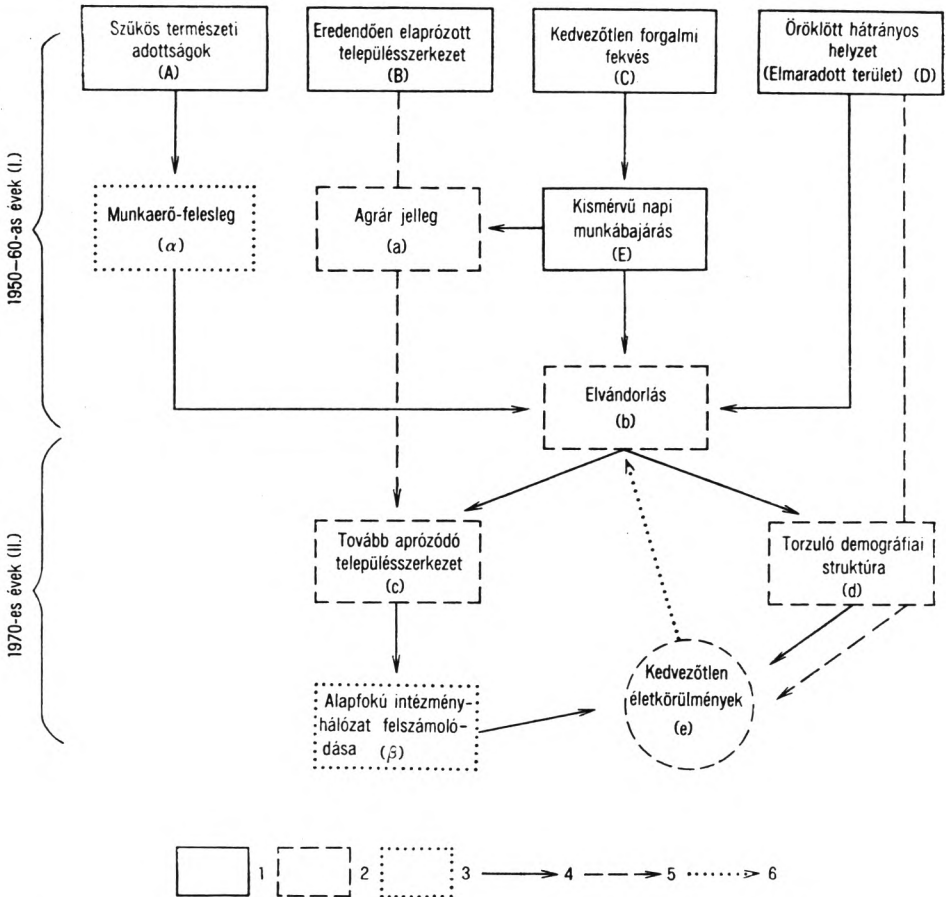 Szűkös természeti
adottságok
(A)
Eredendően elaprózott
településszerkezet
(B)
Kedvezőtlen forgalmi
fekvés
(C)
Öröklött hátrányos
helyzet
(Elmaradott terület) (D)
1950–60-as évek (I.)
Munkaerő-felesleg
(α)
Agrár jelleg
(a)
Kismérvű napi
munkábajárás
(E)
Elvándorlás
(b)
1970-es évek (II.)
Tovább aprózódó
településszerkezet
(c)
Torzuló demográfiai
struktúra
(d)
Alapfokú intézmény-
hálózat felszámoló-
dása (β)
Kedvezőtlen
életkörülmények
(e)
1 2 3 4 5 6